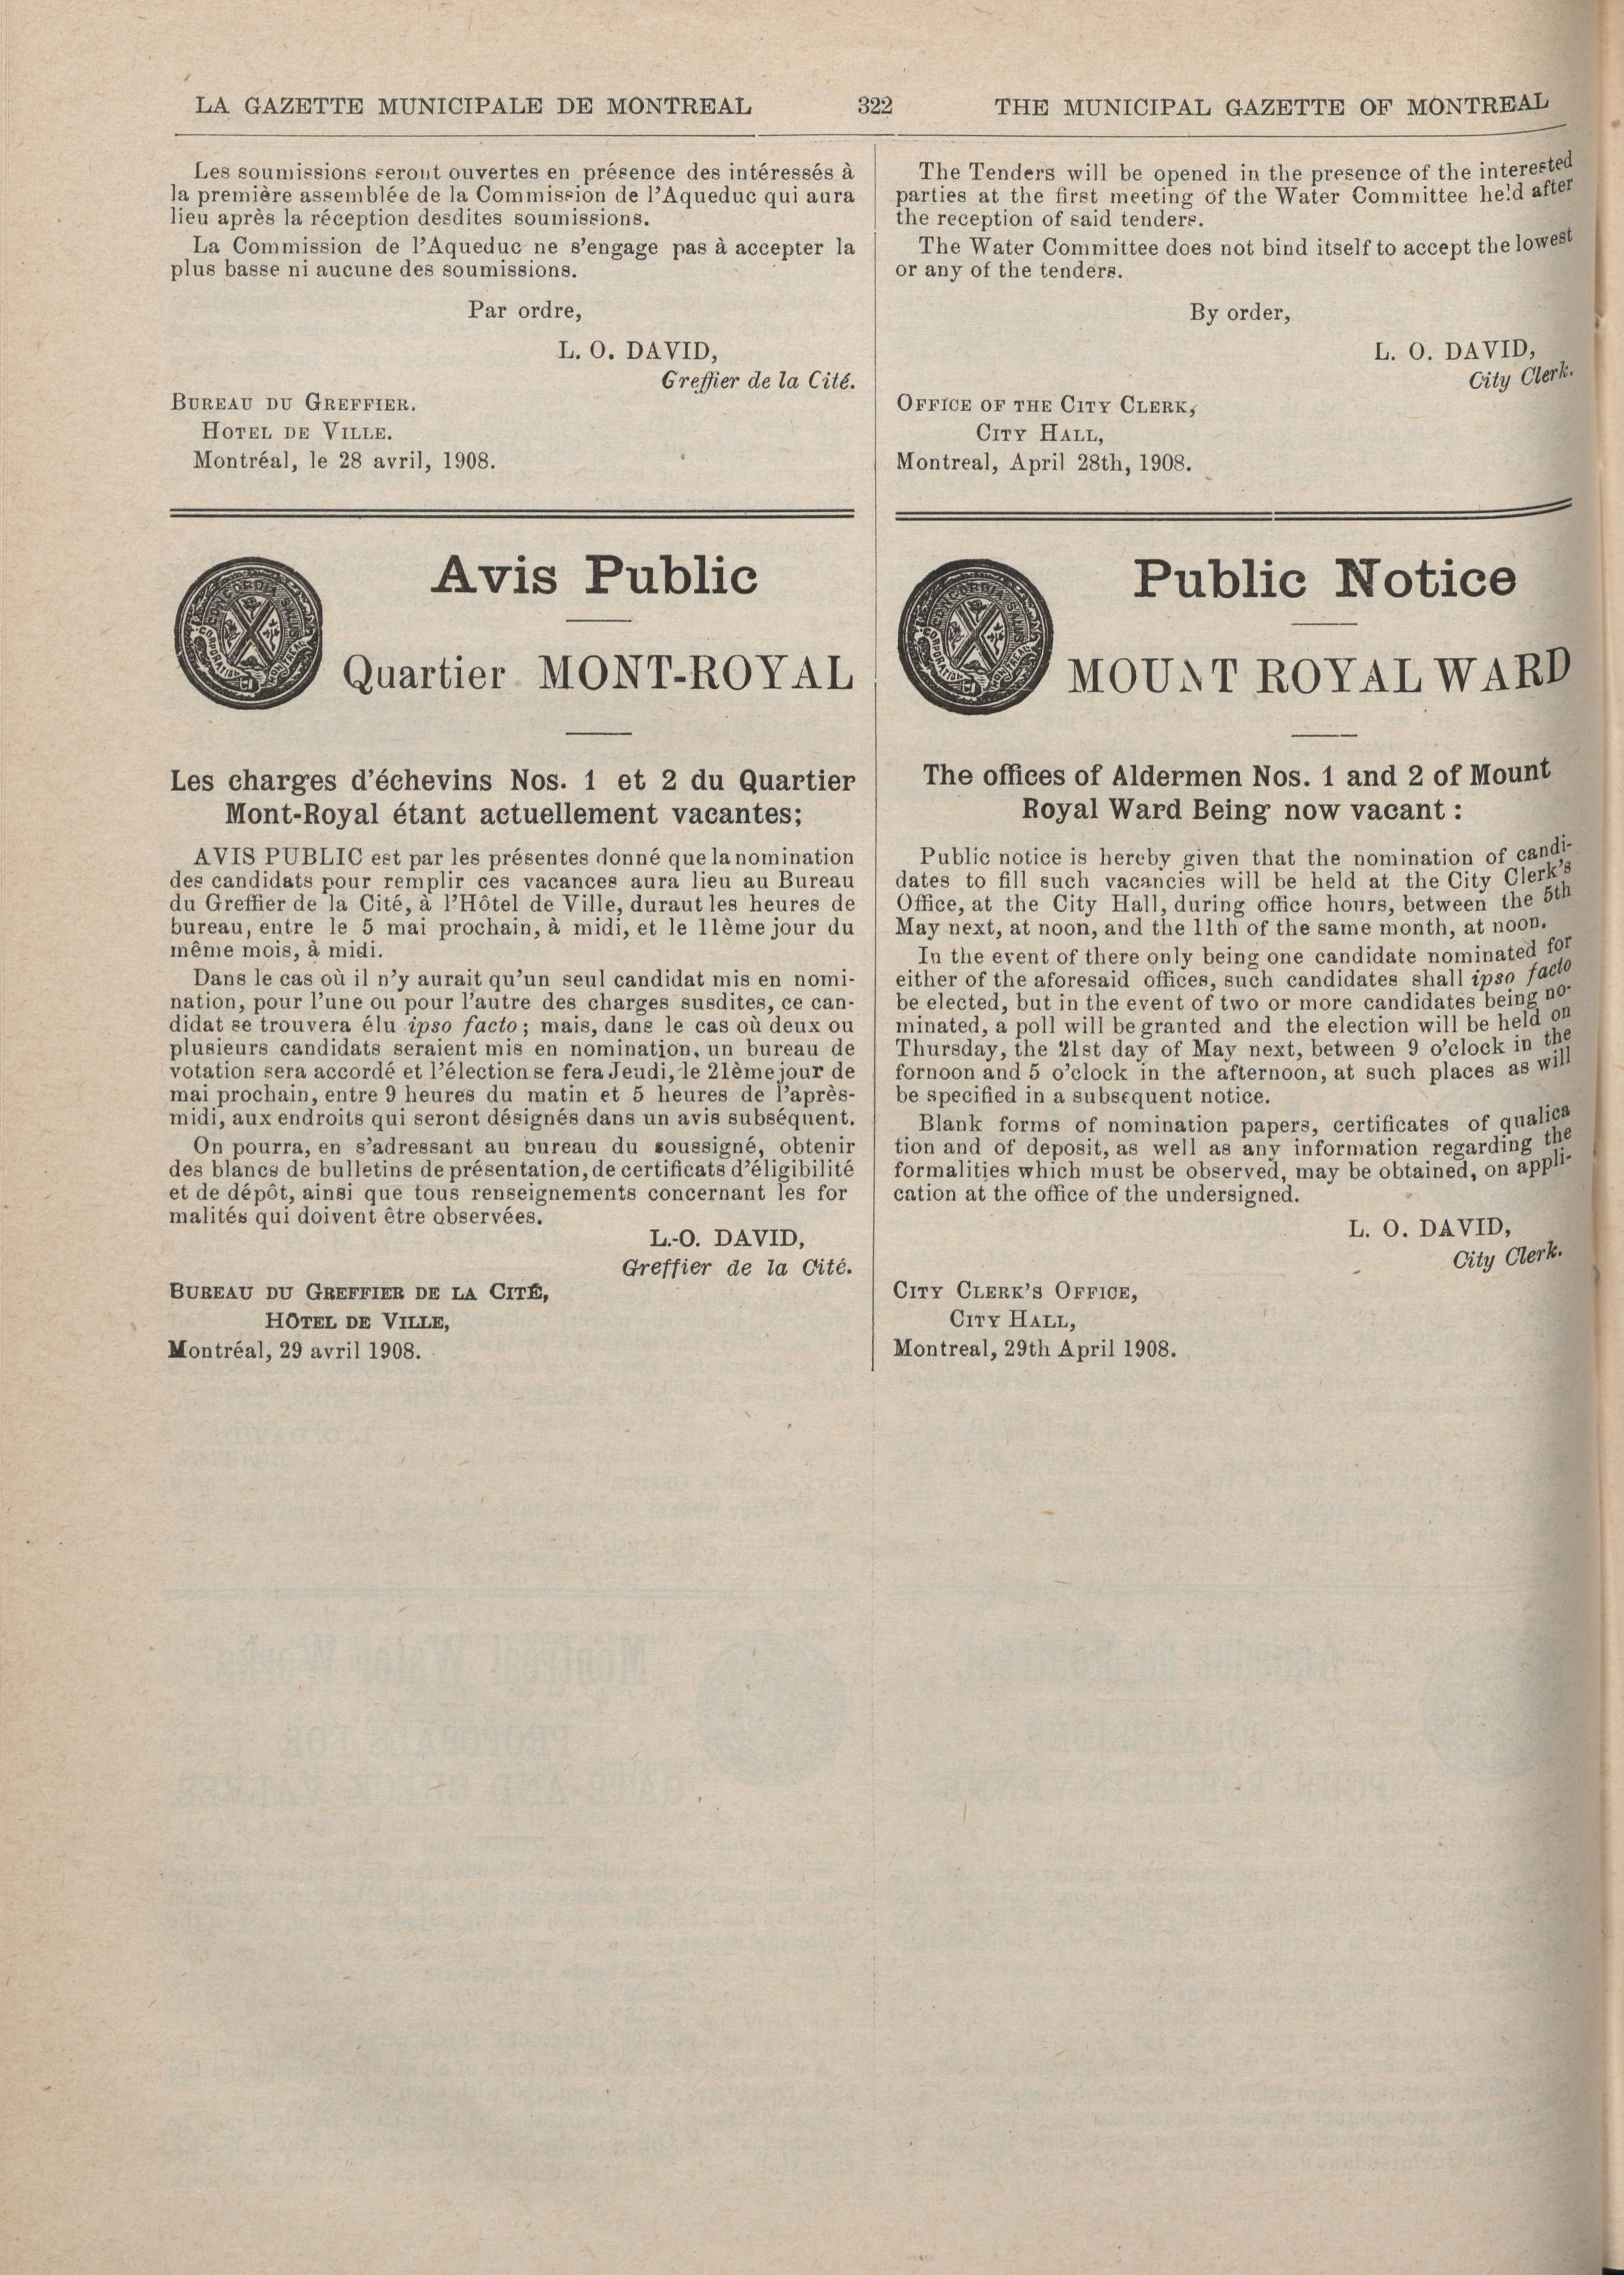 LA GAZETTE MUNICIPALE DE MONTREAL 322 THE MUNICIPAL GAZETTE OF MONTREAL
Les soumissions seront ouvertes en présence des intéressés à
la première assemblée de la Commission de l'Aqueduc qui aura
lieu après la réception desdites soumissions.
La Commission de l'Aqueduc ne s'engage pas à accepter la
plus basse ni aucune des soumissions.
Par ordre,
L. O. DAVID,
Greffier de la Cité.
BUREAU DU GREFFIER.
HOTEL DE VILLE.
Montréal, le 28 avril, 1908.
Avis Public
Quartier MONT-ROYAL
Les charges d'échevins Nos. 1 et 2 du Quartier
Mont-Royal étant actuellement vacantes;
AVIS PUBLIC est par les présentes donné que la nomination
des candidats pour remplir ces vacances aura lieu au Bureau
du Greffier de la Cité, à l'Hôtel de Ville, duraut les heures de
bureau, entre le 5 mai prochain, à midi, et le 11ème jour du
même mois, à midi.
Dans le cas où il n'y aurait qu'un seul candidat mis en nomi-
nation, pour l'une ou pour l'autre des charges susdites, ce can-
didat se trouvera élu ipso facto; mais, dans le cas où deux ou
plusieurs candidats seraient mis en nomination, un bureau de
votation sera accordé et l'élection se fera Jeudi, le 21ème jour de
mai prochain, entre 9 heures du matin et 5 heures de l'après-
midi, aux endroits qui seront désignés dans un avis subséquent.
On pourra, en s'adressant au bureau du soussigné, obtenir
des blancs de bulletins de présentation, de certificats d'éligibilité
et de dépôt, ainsi que tous renseignements concernant les for
malités qui doivent être observées.
L.-O. DAVID,
Greffier de la Cité.
BUREAU DU GREFFIER DE LA CITÉ,
HÔTEL DE VILLE,
Montréal, 29 avril 1908.
The Tenders will be opened in the presence of the interested
parties at the first meeting of the Water Committee held after
the reception of said tenders.
The Water Committee does not bind itself to accept the lowest
or any of the tenders.
By order,
L. O. DAVID,
City Clerk.
OFFICE OF THE CITY CLERK,
CITY HALL,
Montreal, April 28th, 1908.
Public Notice
MOUNT ROYAL WARD
The offices of Aldermen Nos. 1 and 2 of Mount
Royal Ward Being now vacant :
Public notice is hereby given that the nomination of candi-
dates to fill such vacancies will be held at the City Clerk's
Office, at the City Hall, during office hours, between the 5th
May next, at noon, and the 11th of the same month, at noon.
In the event of there only being one candidate nominated for
either of the aforesaid offices, such candidates shall ipso facto
be elected, but in the event of two or more candidates being no-
minated, a poll will be granted and the election will be held on
Thursday, the 21st day of May next, between 9 o'clock in the
fornoon and 5 o'clock in the afternoon, at such places as will
be specified in a subsequent notice.
Blank forms of nomination papers, certificates of qualica
tion and of deposit, as well as any information regarding the
formalities which must be observed, may be obtained, on appli-
cation at the office of the undersigned.
L. O. DAVID,
City Clerk.
CITY CLERK'S OFFICE,
CITY HALL,
Montreal, 29th April 1908.